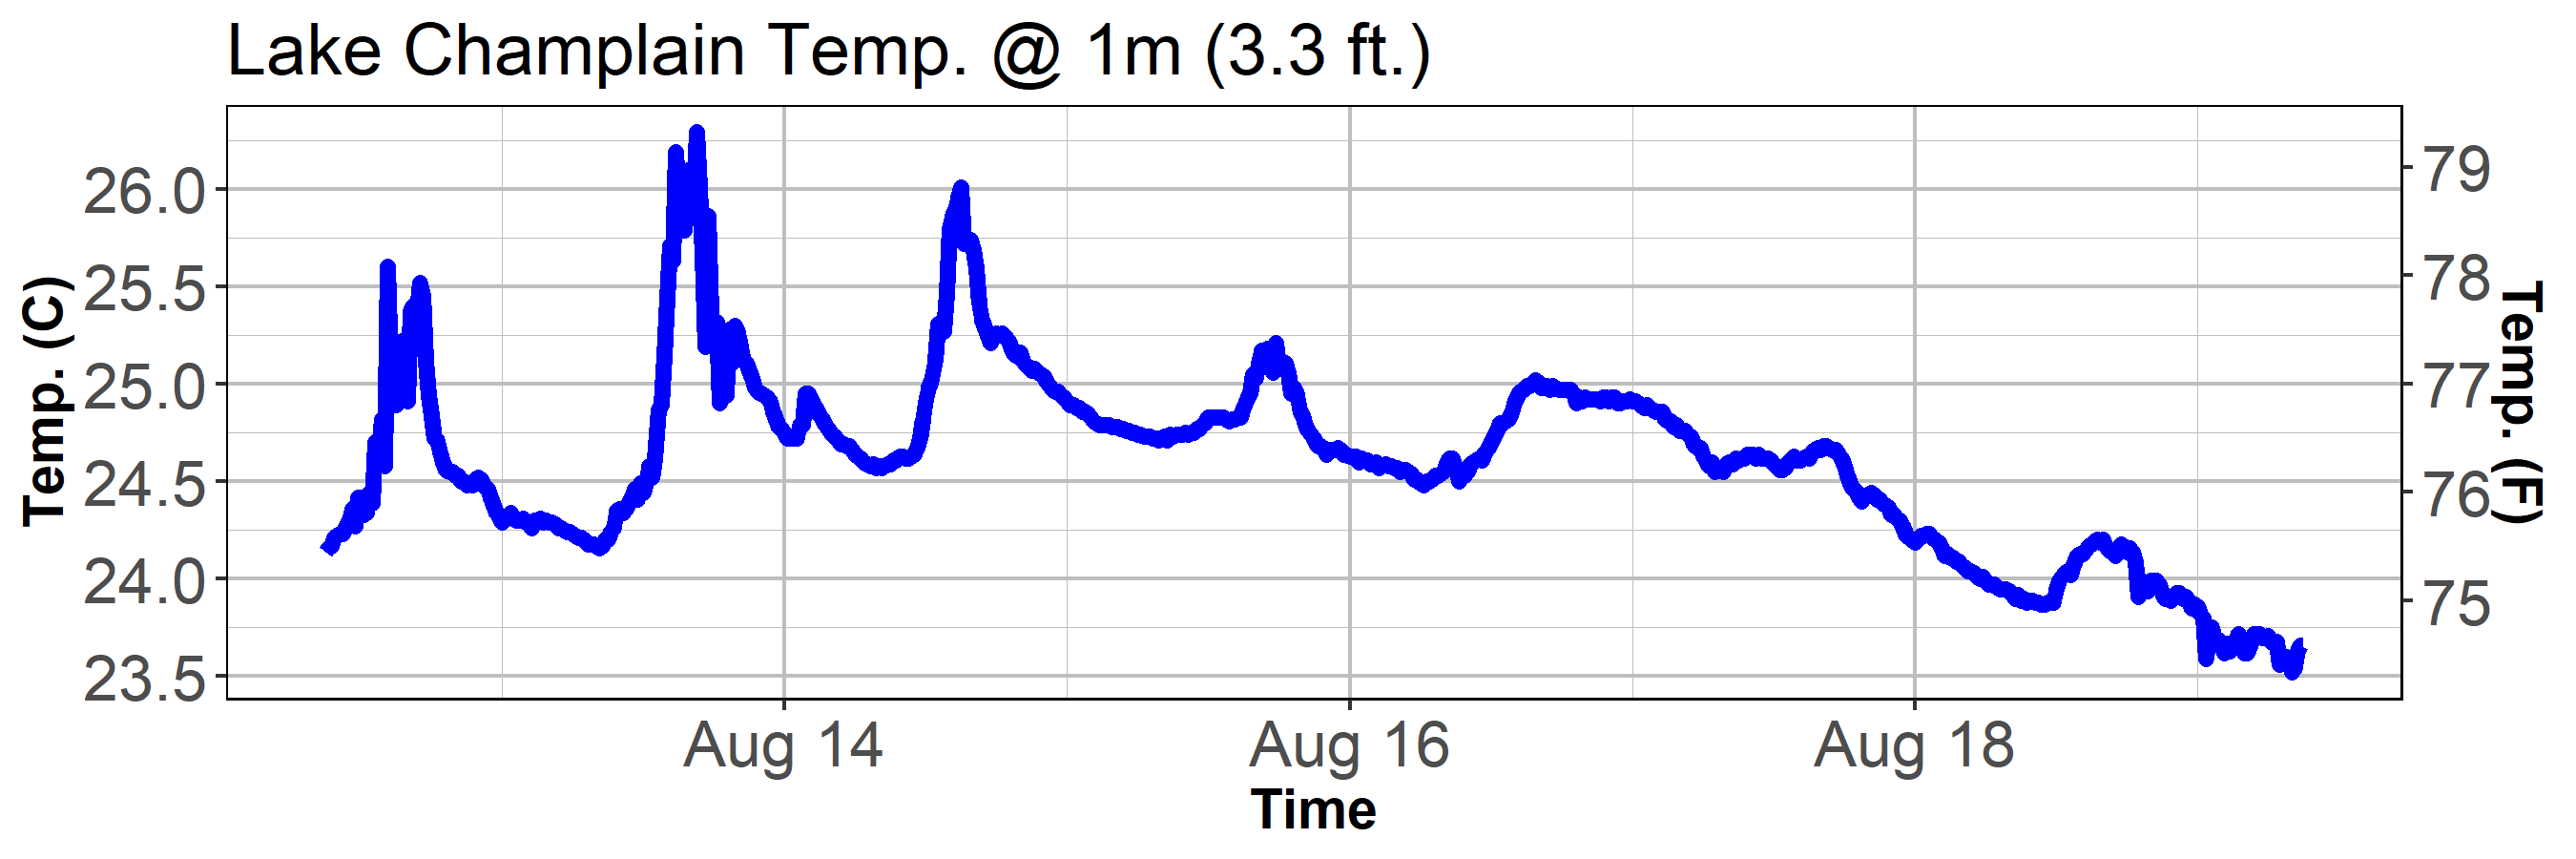 Lake Champlain Temp. @ 1m (3.3 ft.)
Temp. (C)
26.0
25.5
25.0
24.5
24.0
23.5
79
78
77
76
75
Temp. (F)
Aug 14
Aug 16
Aug 18
Time